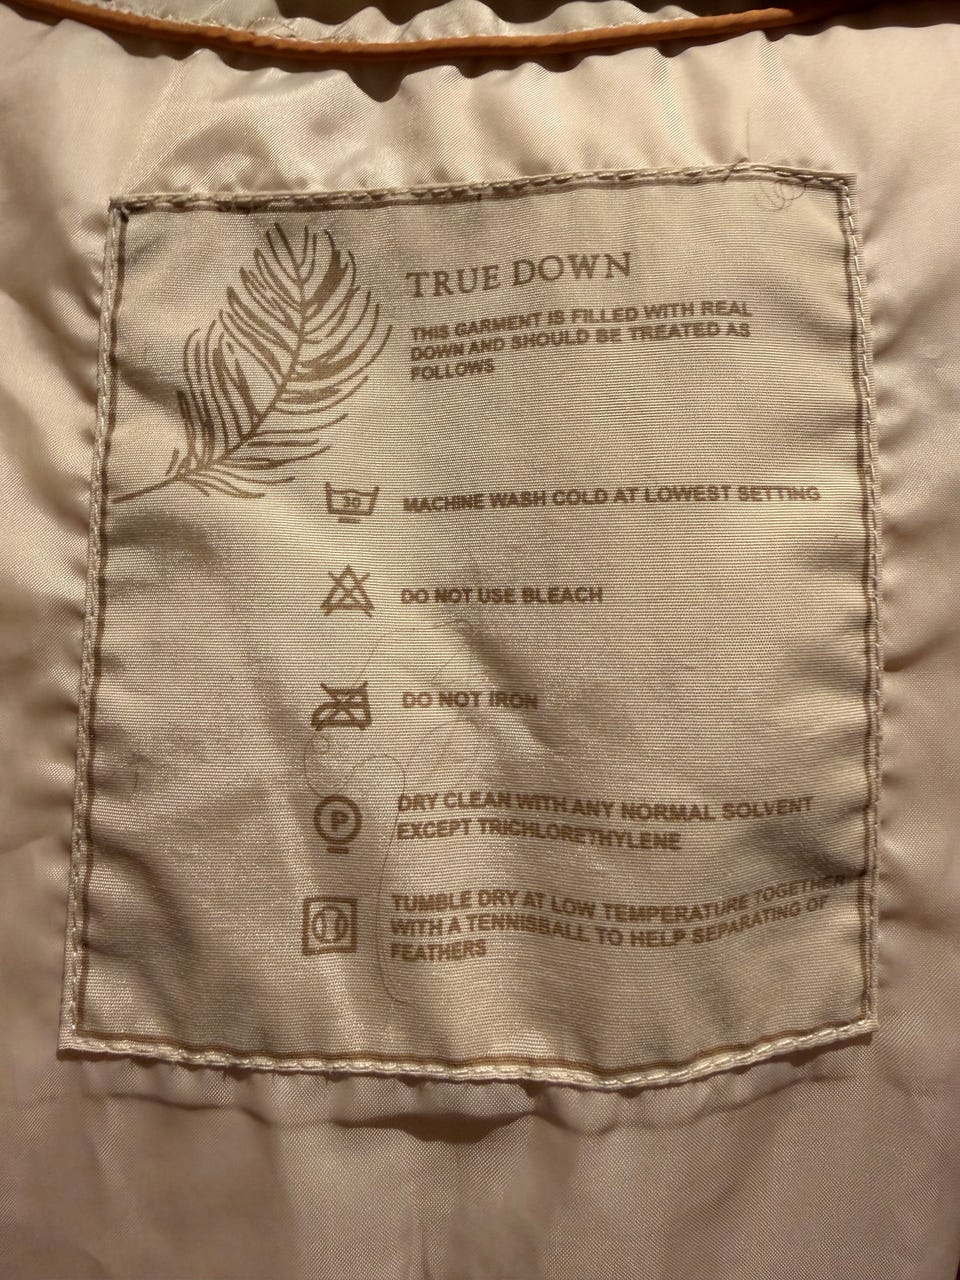 TRUE DOWN
THIS GARMENT IS FILLED WITH REAL
DOWN AND SHOULD BE TREATED AS
FOLLOWS
30
MACHINE WASH COLD AT LOWEST SETTING
DO NOT USE BLEACH
DO NOT IRON
P
DRY CLEAN WITH ANY NORMAL SOLVENT
EXCEPT TRICHLORETHYLENE
TUMBLE DRY AT LOW TEMPERATURE TOGETHER
WITH A TENNISBALL TO HELP SEPARATING OF
FEATHERS